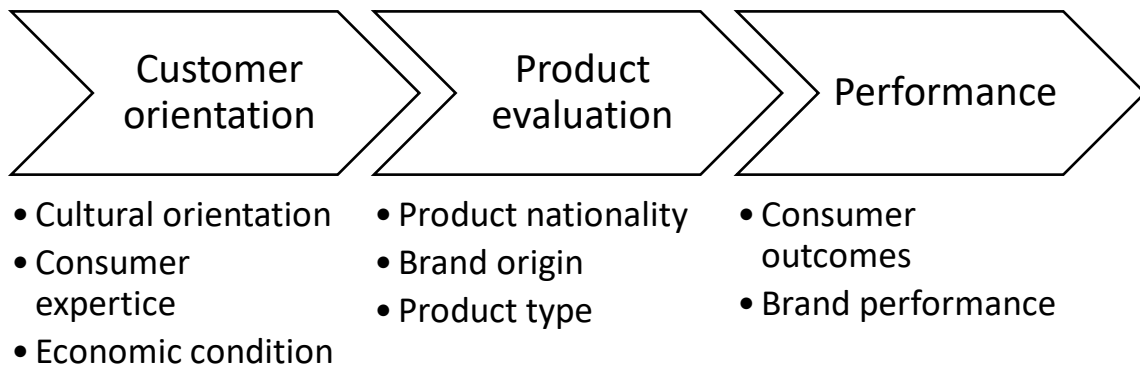 Customer
orientation
Product
evaluation
Performance
• Cultural orientation
• Consumer
expertice
• Economic condition
• Product nationality
• Brand origin
• Product type
• Consumer
outcomes
• Brand performance